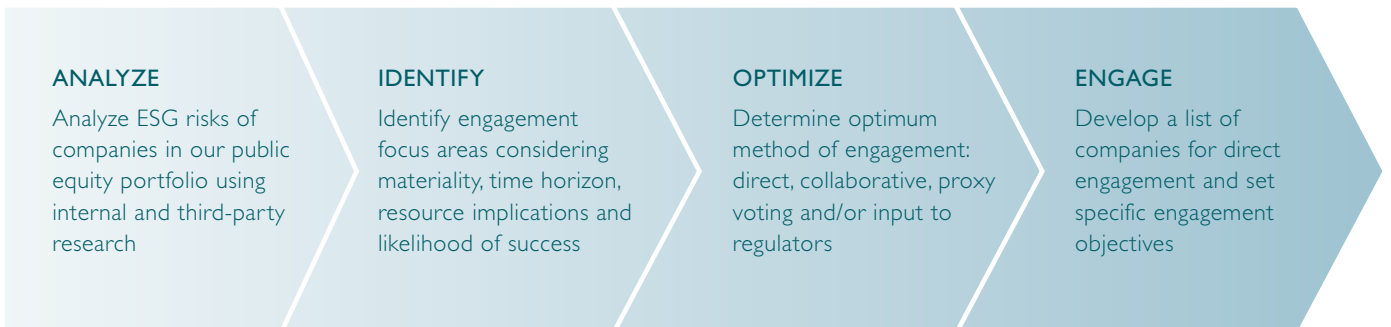 ANALYZE
Analyze ESG risks of
companies in our public
equity portfolio using
internal and third-party
research
IDENTIFY
Identify engagement
focus areas considering
materiality, time horizon,
resource implications and
likelihood of success
OPTIMIZE
Determine optimum
method of engagement:
direct, collaborative, proxy
voting and/or input to
regulators
ENGAGE
Develop a list of
companies for direct
engagement and set
specific engagement
objectives